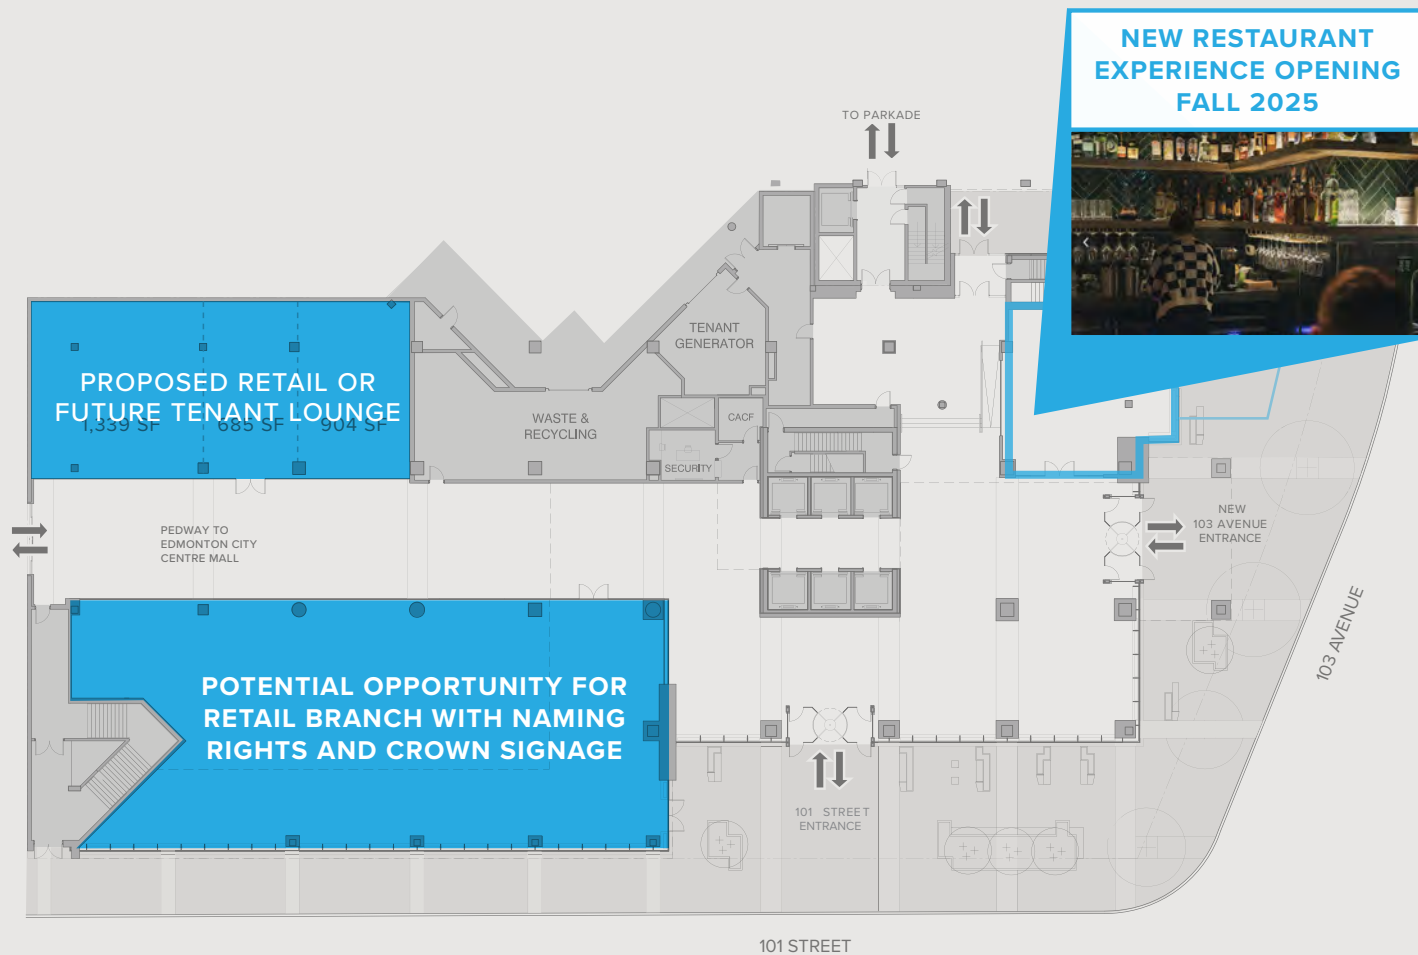 NEW RESTAURANT
EXPERIENCE OPENING
FALL 2025
TO PARKADE
TENANT
GENERATOR
PROPOSED RETAIL OR
FUTURE TENANT LOUNGE
1,339 SF 685 SF 904 SF
WASTE &
RECYCLING
CACF
SECURITY
PEDWAY TO
EDMONTON CITY
CENTRE MALL
NEW
103 AVENUE
ENTRANCE
103 AVENUE
POTENTIAL OPPORTUNITY FOR
RETAIL BRANCH WITH NAMING
RIGHTS AND CROWN SIGNAGE
101 STREET
ENTRANCE
101 STREET